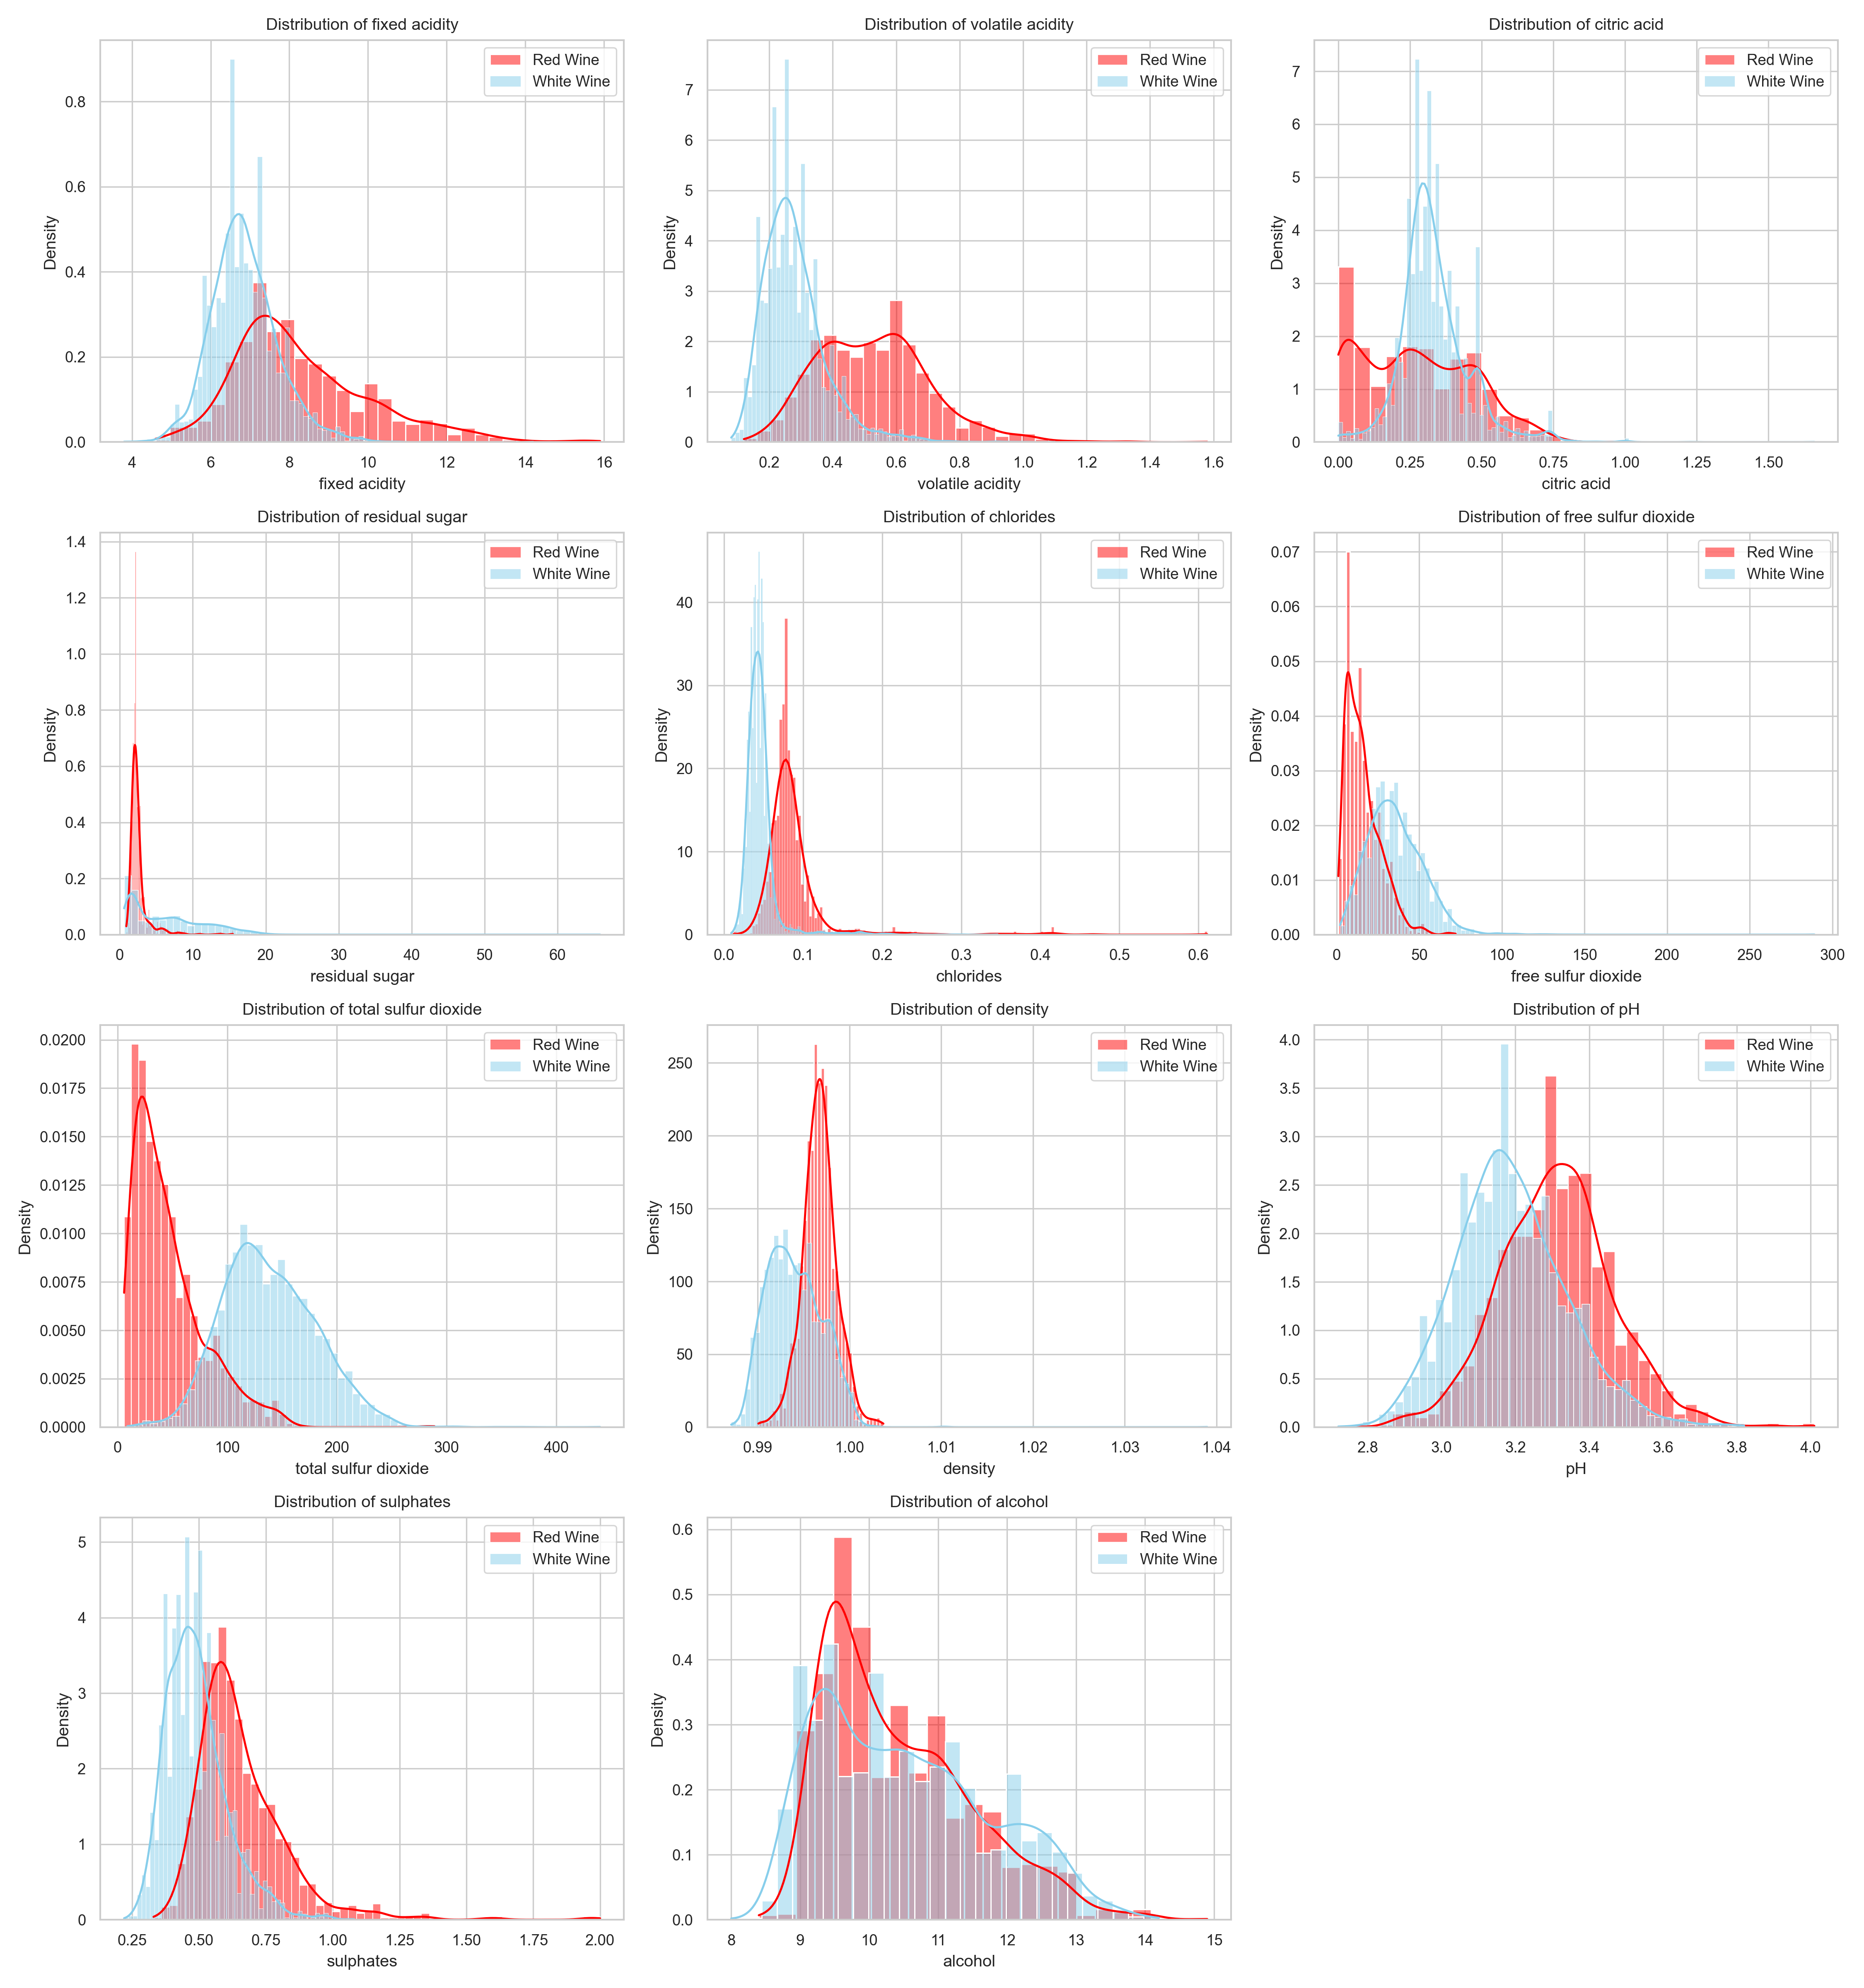 Distribution of fixed acidity
Density
0.0
0.2
0.4
0.6
0.8
4 6 8 10 12 14 16
fixed acidity
Red Wine
White Wine
Distribution of volatile acidity
Density
0
1
2
3
4
5
6
7
0.2 0.4 0.6 0.8 1.0 1.2 1.4 1.6
volatile acidity
Red Wine
White Wine
Distribution of citric acid
Density
0
1
2
3
4
5
6
7
0.00 0.25 0.50 0.75 1.00 1.25 1.50
citric acid
Red Wine
White Wine
Distribution of residual sugar
Density
0.0
0.2
0.4
0.6
0.8
1.0
1.2
1.4
0 10 20 30 40 50 60
residual sugar
Red Wine
White Wine
Distribution of chlorides
Density
0
10
20
30
40
0.0 0.1 0.2 0.3 0.4 0.5 0.6
chlorides
Red Wine
White Wine
Distribution of free sulfur dioxide
Density
0.00
0.01
0.02
0.03
0.04
0.05
0.06
0.07
0 50 100 150 200 250 300
free sulfur dioxide
Red Wine
White Wine
Distribution of total sulfur dioxide
Density
0.0000
0.0025
0.0050
0.0075
0.0100
0.0125
0.0150
0.0175
0.0200
0 100 200 300 400
total sulfur dioxide
Red Wine
White Wine
Distribution of density
Density
0
50
100
150
200
250
0.99 1.00 1.01 1.02 1.03 1.04
density
Red Wine
White Wine
Distribution of pH
Density
0.0
0.5
1.0
1.5
2.0
2.5
3.0
3.5
4.0
2.8 3.0 3.2 3.4 3.6 3.8 4.0
pH
Red Wine
White Wine
Distribution of sulphates
Density
0
1
2
3
4
5
0.25 0.50 0.75 1.00 1.25 1.50 1.75 2.00
sulphates
Red Wine
White Wine
Distribution of alcohol
Density
0.0
0.1
0.2
0.3
0.4
0.5
0.6
8 9 10 11 12 13 14 15
alcohol
Red Wine
White Wine